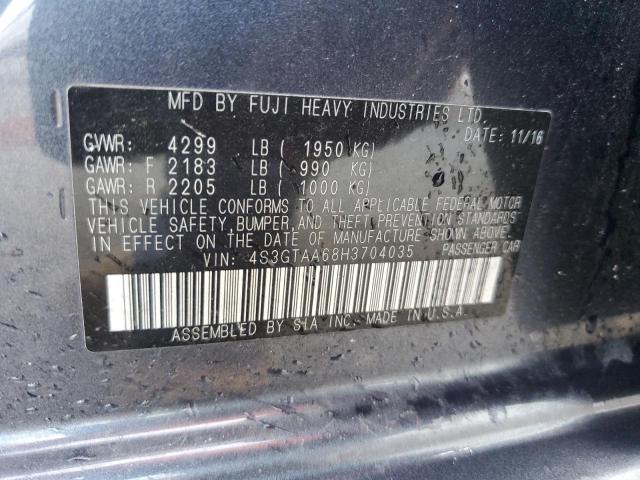 MFD BY FUJI HEAVY INDUSTRIES LTD.
DATE: 11/16
GVWR: 4299 LB ( 1950 KG)
GAWR: F 2183 LB ( 990 KG)
GAWR: R 2205 LB ( 1000 KG)
THIS VEHICLE CONFORMS TO ALL APPLICABLE FEDERAL MOTOR
VEHICLE SAFETY, BUMPER, AND THEFT PREVENTION STANDARDS
IN EFFECT ON THE DATE OF MANUFACTURE SHOWN ABOVE.
VIN: 4S3GTAA68H3704035 PASSENGER CAR
ASSEMBLED BY SIA INC. MADE IN U.S.A.